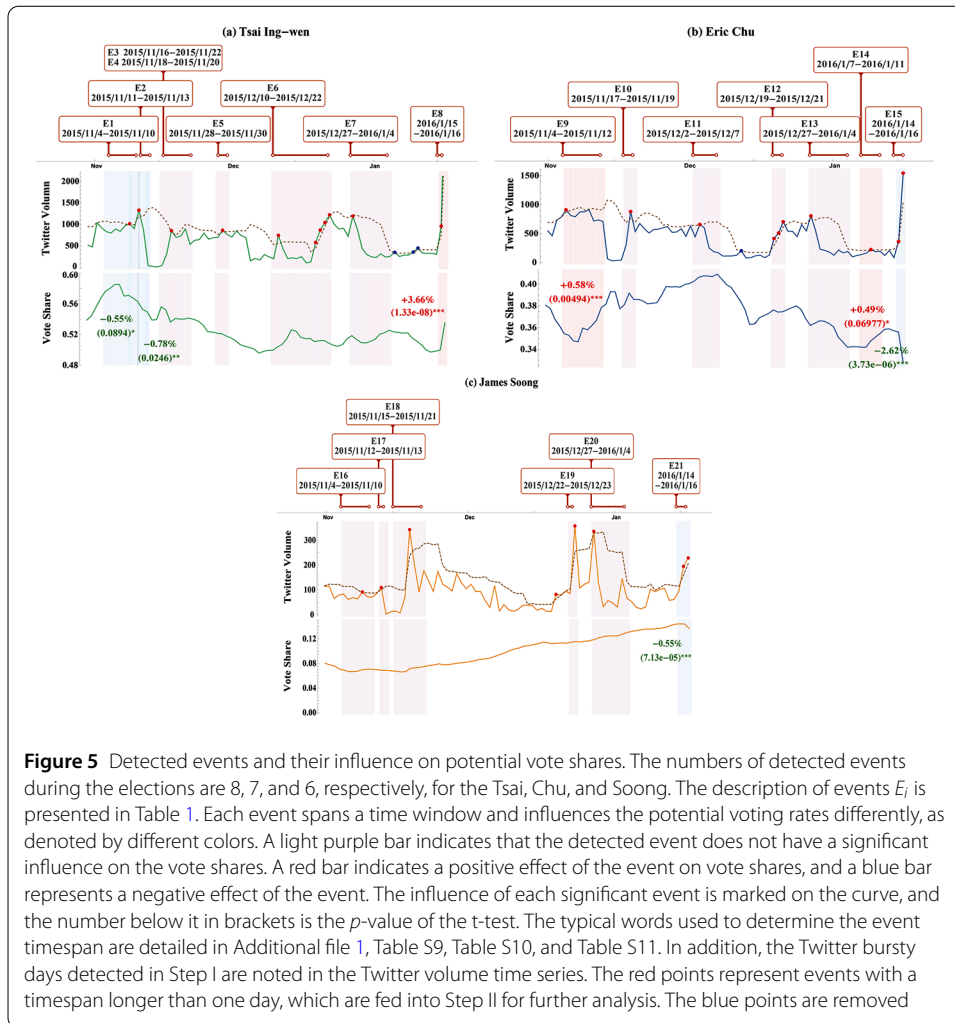 (a) Tsai Ing−wen
E3 2015/11/16−2015/11/22
E4 2015/11/18−2015/11/20
E2
2015/11/11−2015/11/13
E6
2015/12/10−2015/12/22
E1
2015/11/4−2015/11/10
E5
2015/11/28−2015/11/30
E7
2015/12/27−2016/1/4
E8
2016/1/15
−2016/1/16
Nov
Dec
Jan
Twitter Volumn
2000
1500
1000
500
0
Vote Share
0.60
0.56
0.52
0.48
−0.55%
(0.0894)*
−0.78%
(0.0246)**
+3.66%
(1.33e-08)***
(b) Eric Chu
E14
2016/1/7−2016/1/11
E10
2015/11/17−2015/11/19
E12
2015/12/19−2015/12/21
E9
2015/11/4−2015/11/12
E11
2015/12/2−2015/12/7
E13
2015/12/27−2016/1/4
E15
2016/1/14
−2016/1/16
Nov
Dec
Jan
Twitter Volume
1500
1000
500
0
Vote Share
0.40
0.38
0.36
0.34
+0.58%
(0.00494)***
+0.49%
(0.06977)*
−2.62%
(3.73e−06)***
(c) James Soong
E18
2015/11/15−2015/11/21
E17
2015/11/12−2015/11/13
E20
2015/12/27−2016/1/4
E16
2015/11/4−2015/11/10
E19
2015/12/22−2015/12/23
E21
2016/1/14
−2016/1/16
Nov
Dec
Jan
Twitter Volume
300
200
100
0
Vote Share
0.12
0.08
0.04
0.00
−0.55%
(7.13e−05)***
Figure 5 Detected events and their influence on potential vote shares. The numbers of detected events
during the elections are 8, 7, and 6, respectively, for the Tsai, Chu, and Soong. The description of events Ei is
presented in Table 1. Each event spans a time window and influences the potential voting rates differently, as
denoted by different colors. A light purple bar indicates that the detected event does not have a significant
influence on the vote shares. A red bar indicates a positive effect of the event on vote shares, and a blue bar
represents a negative effect of the event. The influence of each significant event is marked on the curve, and
the number below it in brackets is the p-value of the t-test. The typical words used to determine the event
timespan are detailed in Additional file 1, Table S9, Table S10, and Table S11. In addition, the Twitter bursty
days detected in Step I are noted in the Twitter volume time series. The red points represent events with a
timespan longer than one day, which are fed into Step II for further analysis. The blue points are removed